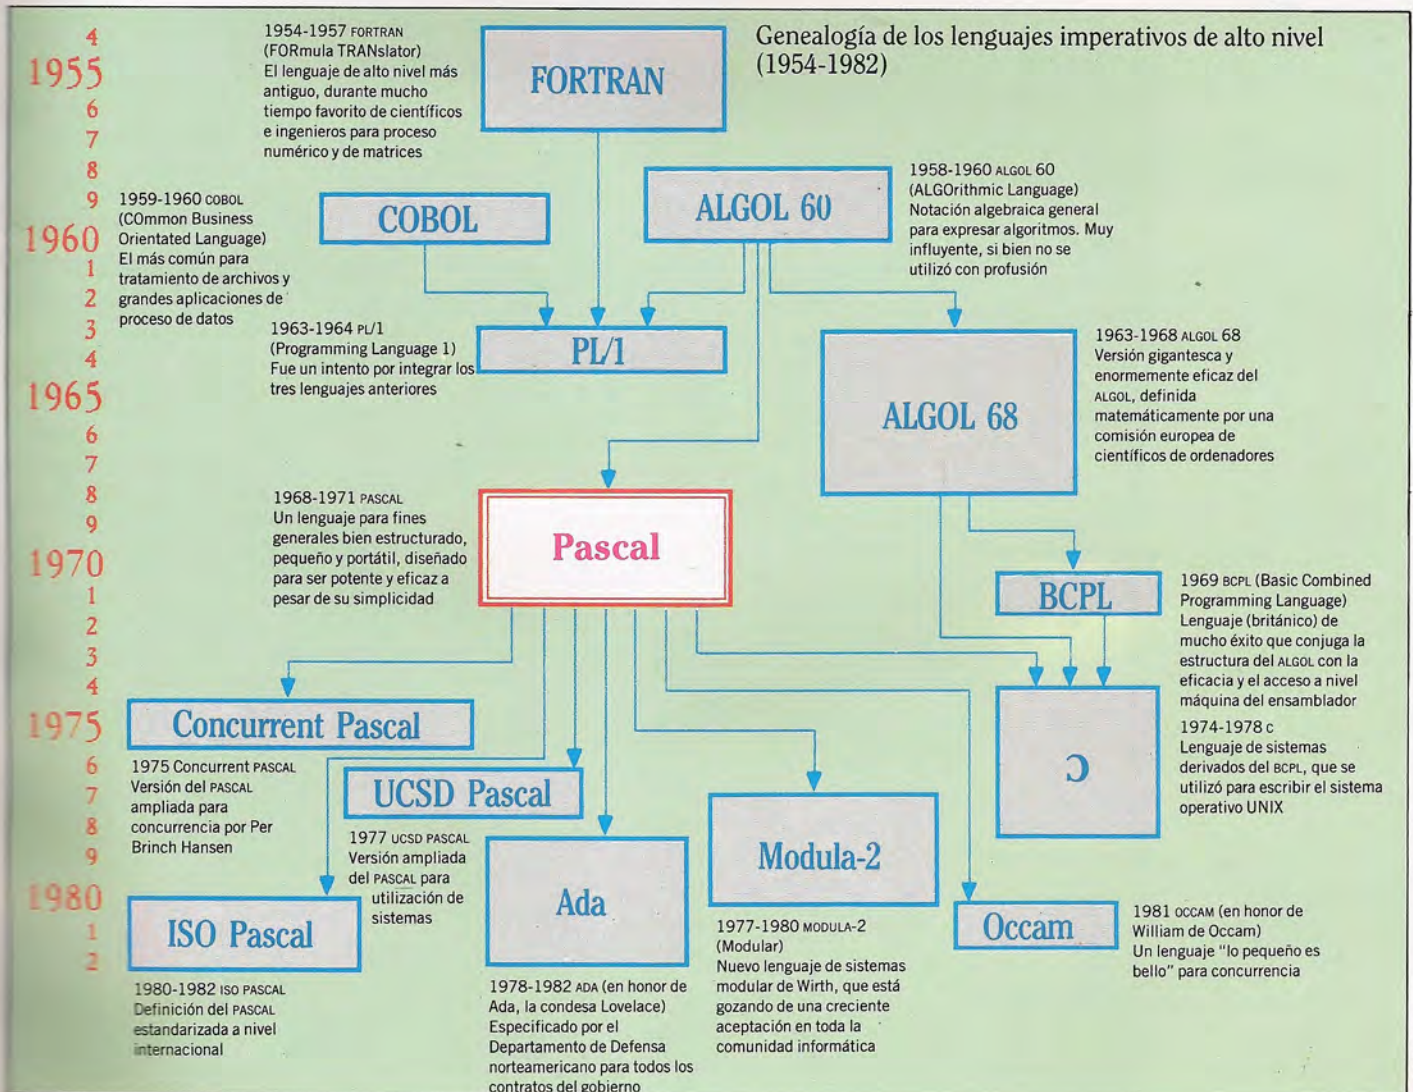 Genealogía de los lenguajes imperativos de alto nivel
(1954-1982)
4
1955
6
7
8
9
1960
1
2
3
4
1965
6
7
8
9
1970
1
2
3
4
1975
6
7
8
9
1980
1
2
1954-1957 FORTRAN
(FORmula TRANslator)
El lenguaje de alto nivel más
antiguo, durante mucho
tiempo favorito de científicos
e ingenieros para proceso
numérico y de matrices
FORTRAN
1959-1960 COBOL
(COmmon Business
Orientated Language)
El más común para
tratamiento de archivos y
grandes aplicaciones de
proceso de datos
COBOL
ALGOL 60
1958-1960 ALGOL 60
(ALGOrithmic Language)
Notación algebraica general
para expresar algoritmos. Muy
influyente, si bien no se
utilizó con profusión
1963-1964 PL/1
(Programming Language 1)
Fue un intento por integrar los
tres lenguajes anteriores
PL/1
ALGOL 68
1963-1968 ALGOL 68
Versión gigantesca y
enormemente eficaz del
ALGOL, definida
matemáticamente por una
comisión europea de
científicos de ordenadores
1968-1971 PASCAL
Un lenguaje para fines
generales bien estructurado,
pequeño y portátil, diseñado
para ser potente y eficaz a
pesar de su simplicidad
Pascal
BCPL
1969 BCPL (Basic Combined
Programming Language)
Lenguaje (británico) de
mucho éxito que conjuga la
estructura del ALGOL con la
eficacia y el acceso a nivel
máquina del ensamblador
Concurrent Pascal
1975 Concurrent PASCAL
Versión del PASCAL
ampliada para
concurrencia por Per
Brinch Hansen
UCSD Pascal
1977 UCSD PASCAL
Versión ampliada
del PASCAL para
utilización de
sistemas
C
1974-1978 C
Lenguaje de sistemas
derivados del BCPL, que se
utilizó para escribir el sistema
operativo UNIX
ISO Pascal
1980-1982 ISO PASCAL
Definición del PASCAL
estandarizada a nivel
internacional
Ada
1978-1982 ADA (en honor de
Ada, la condesa Lovelace)
Especificado por el
Departamento de Defensa
norteamericano para todos los
contratos del gobierno
Modula-2
1977-1980 MODULA-2
(Modular)
Nuevo lenguaje de sistemas
modular de Wirth, que está
gozando de una creciente
aceptación en toda la
comunidad informática
Occam
1981 OCCAM (en honor de
William de Occam)
Un lenguaje "lo pequeño es
bello" para concurrencia